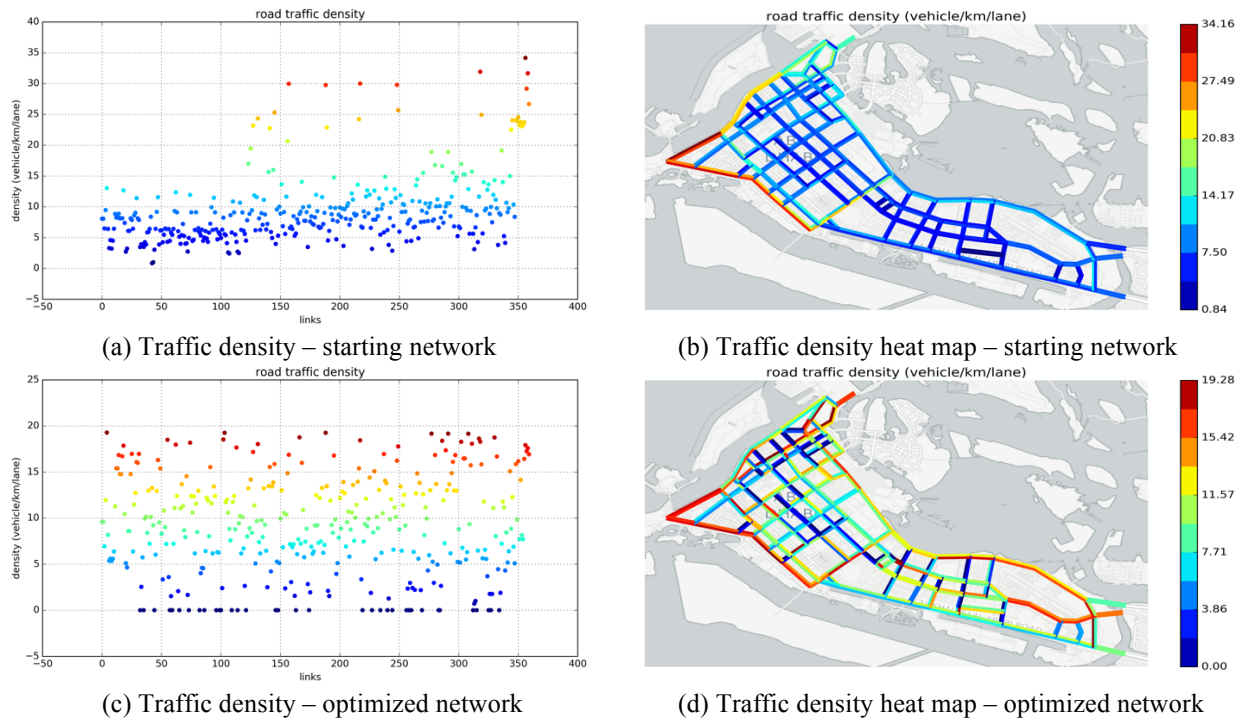 road traffic density
density (vehicle/km/lane)
40
35
30
25
20
15
10
5
0
−5
−50 0 50 100 150 200 250 300 350 400
links
(a) Traffic density – starting network
road traffic density (vehicle/km/lane)
34.16
27.49
20.83
14.17
7.50
0.84
(b) Traffic density heat map – starting network
road traffic density
density (vehicle/km/lane)
25
20
15
10
5
0
−5
−50 0 50 100 150 200 250 300 350 400
links
(c) Traffic density – optimized network
road traffic density (vehicle/km/lane)
19.28
15.42
11.57
7.71
3.86
0.00
(d) Traffic density heat map – optimized network